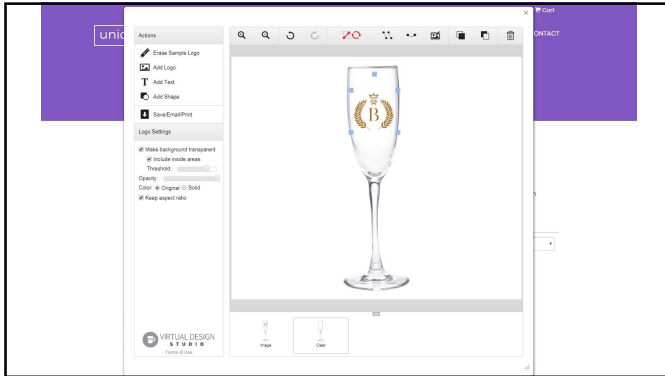 Cart
unic
CONTACT
Actions
Erase Sample Logo
Add Logo
T Add Text
Add Shape
Save/Email/Print
Logo Settings
Make background transparent
Include inside areas
Threshold:
Opacity:
Color: Original Solid
Keep aspect ratio
B
VIRTUAL DESIGN
STUDIO
Terms of Use
Image
Clear